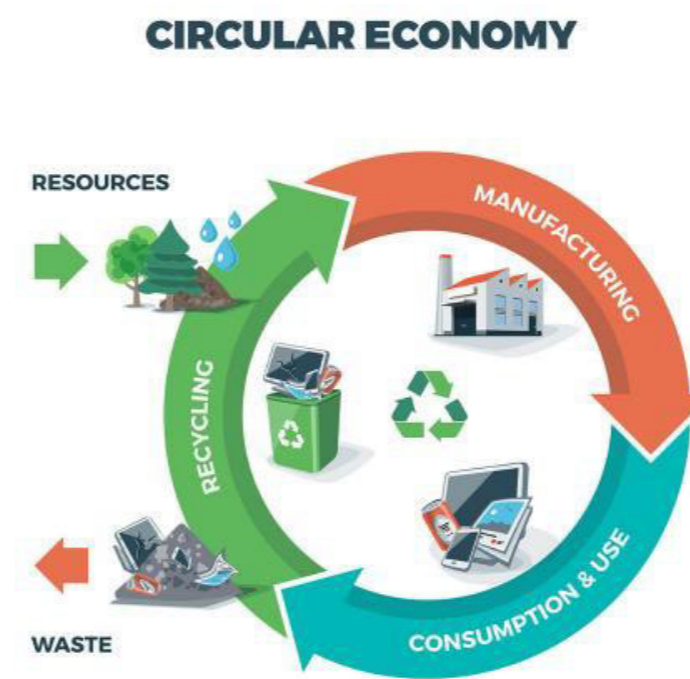 CIRCULAR ECONOMY
RESOURCES
MANUFACTURING
RECYCLING
CONSUMPTION & USE
WASTE